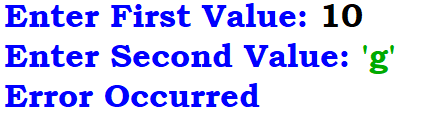 Enter First Value: 10
Enter Second Value: 'g'
Error Occurred